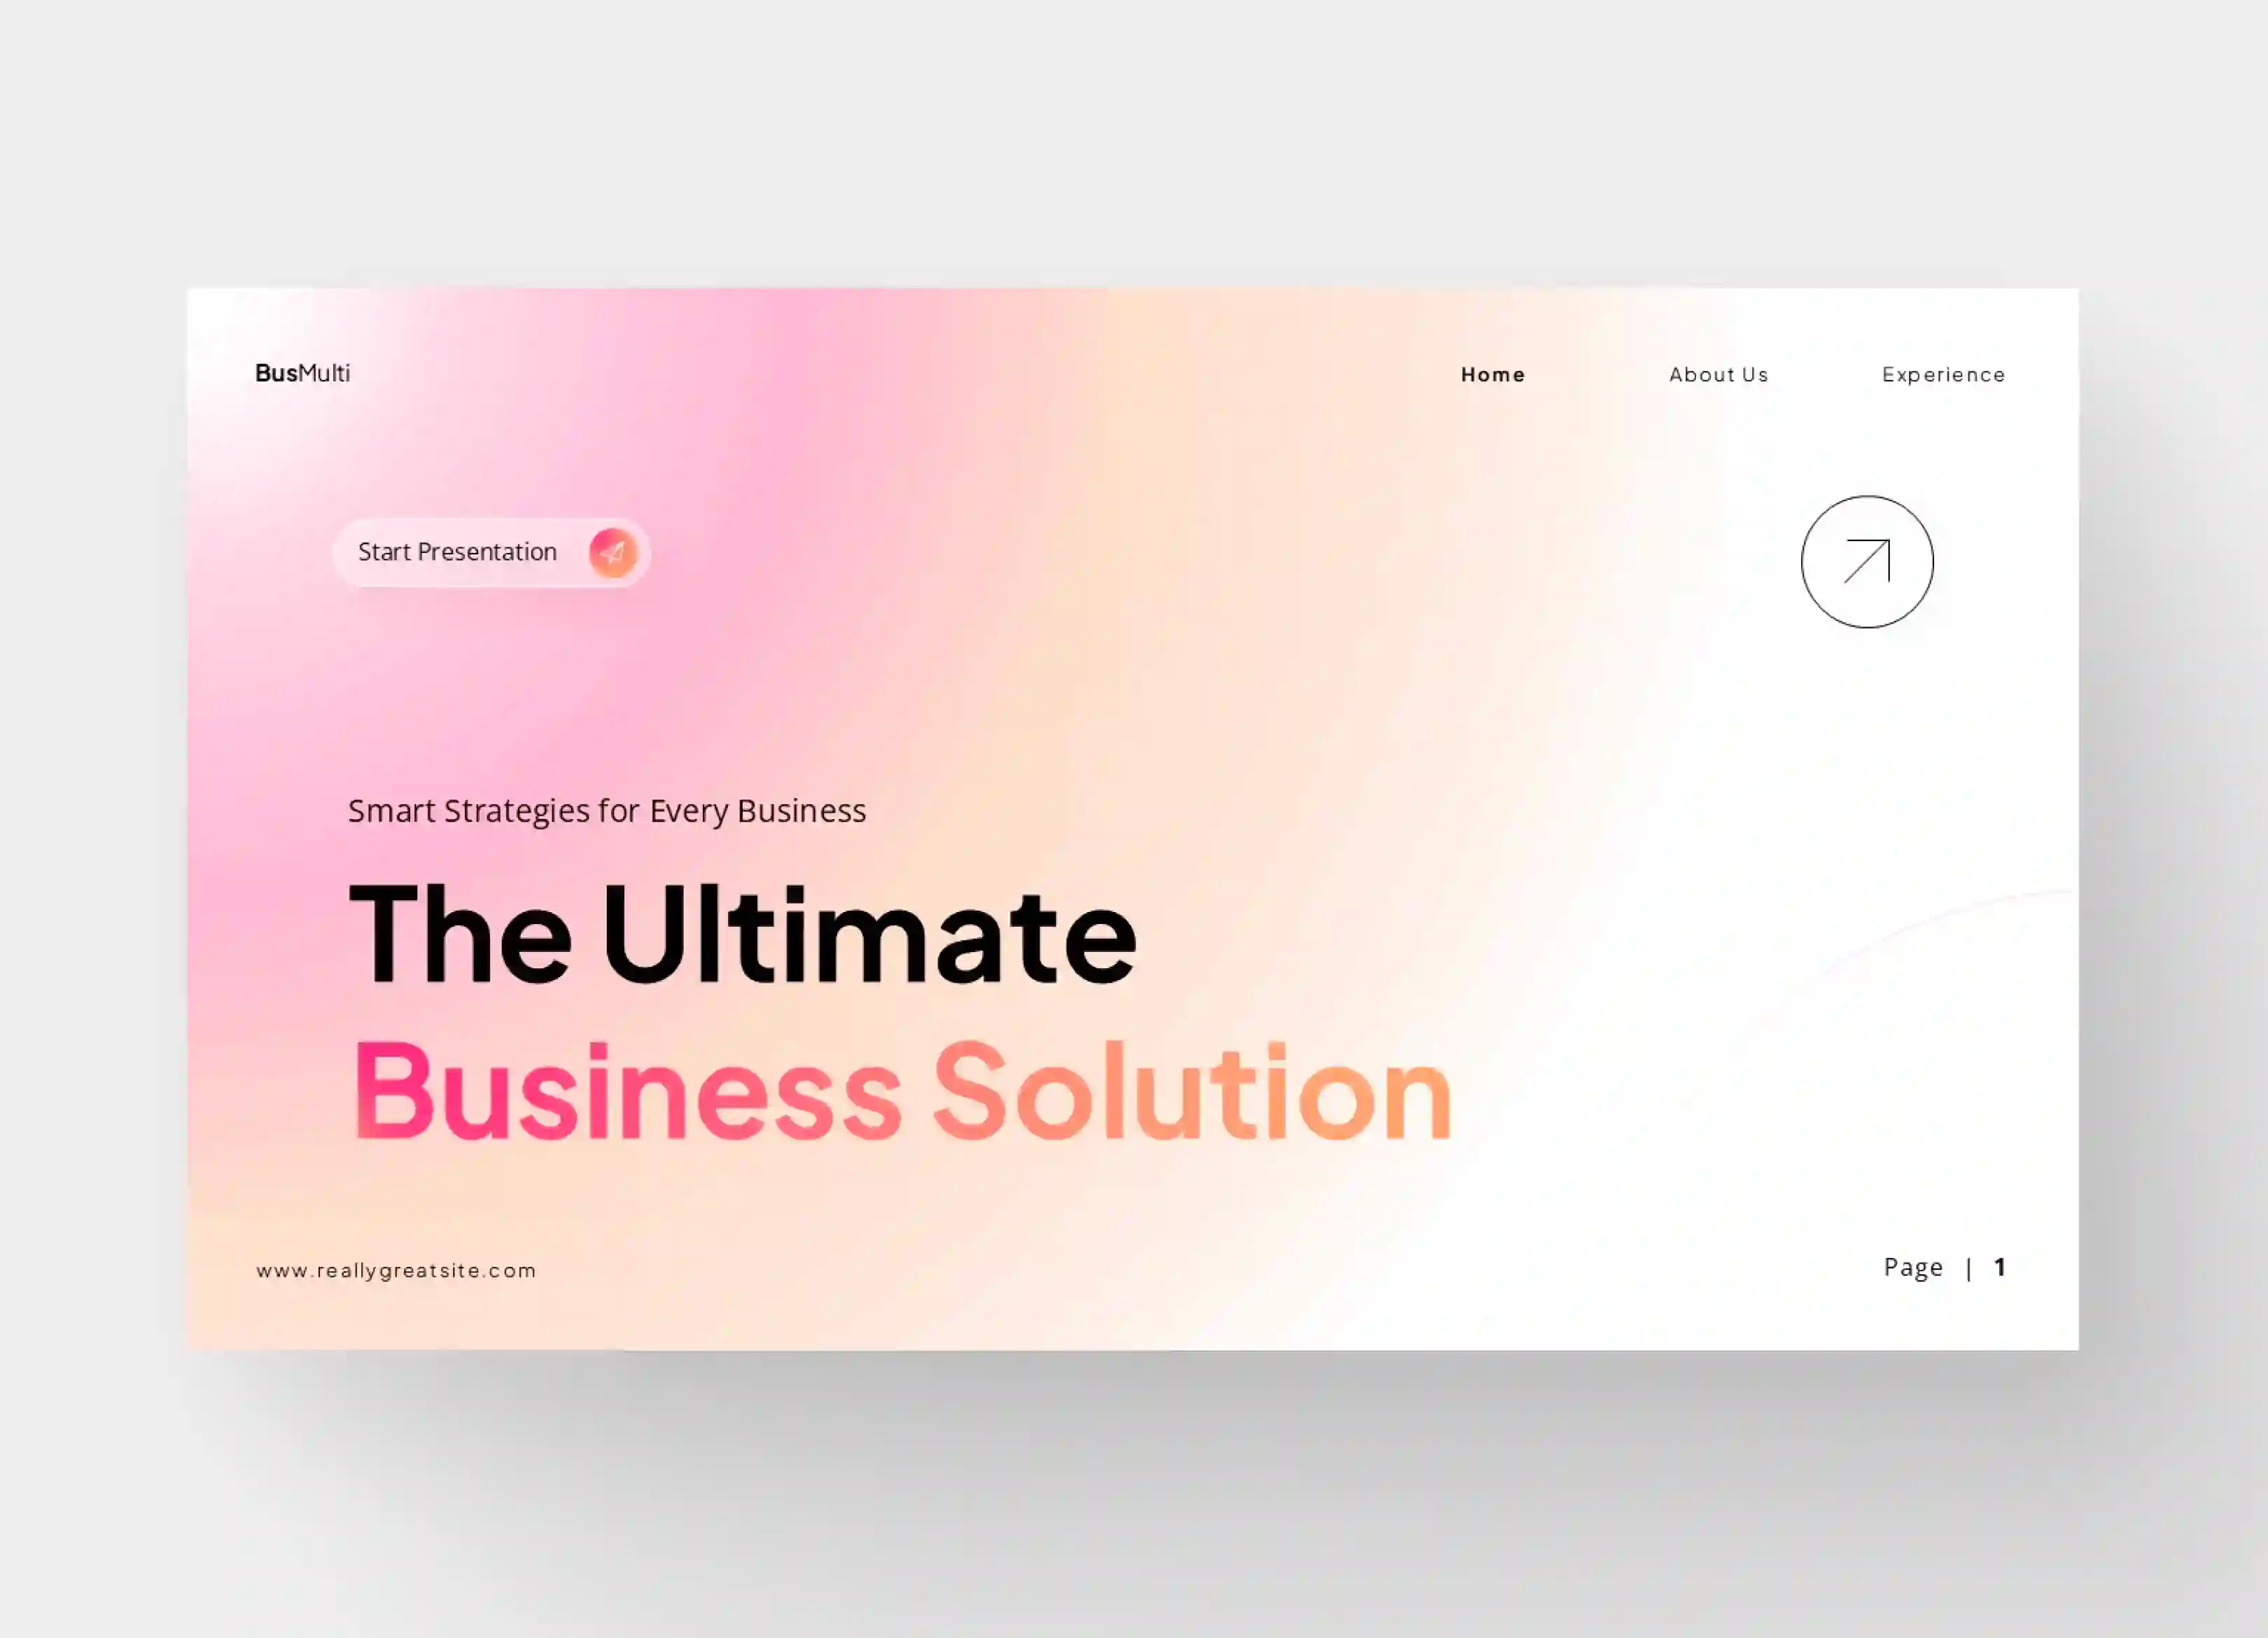 BusMulti
Home About Us Experience
Start Presentation
Smart Strategies for Every Business
The Ultimate
Business Solution
www.reallygreatsite.com
Page | 1